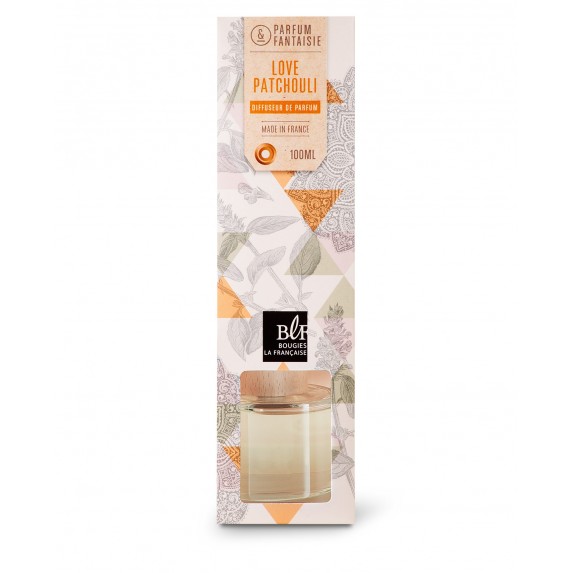 &
PARFUM
FANTAISIE
LOVE
PATCHOULI
DIFFUSEUR DE PARFUM
MADE IN FRANCE
100ML
BlF
BOUGIES
LA FRANÇAISE